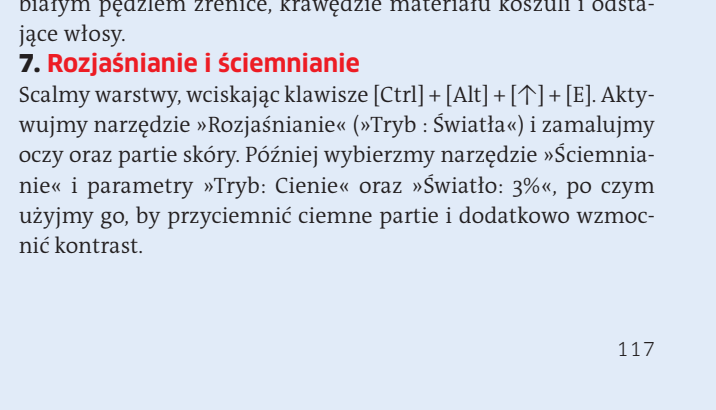 białym pędzlem źrenice, krawędzie materiału koszuli i odsta-
jące włosy.
7. Rozjaśnianie i ściemnianie
Scalmy warstwy, wciskając klawisze [Ctrl] + [Alt] + [↑] + [E]. Akty-
wujmy narzędzie »Rozjaśnianie« (»Tryb : Światła«) i zamalujmy
oczy oraz partie skóry. Później wybierzmy narzędzie »Ściemnia-
nie« i parametry »Tryb: Cienie« oraz »Światło: 3%«, po czym
użyjmy go, by przyciemnić ciemne partie i dodatkowo wzmoc-
nić kontrast.
117